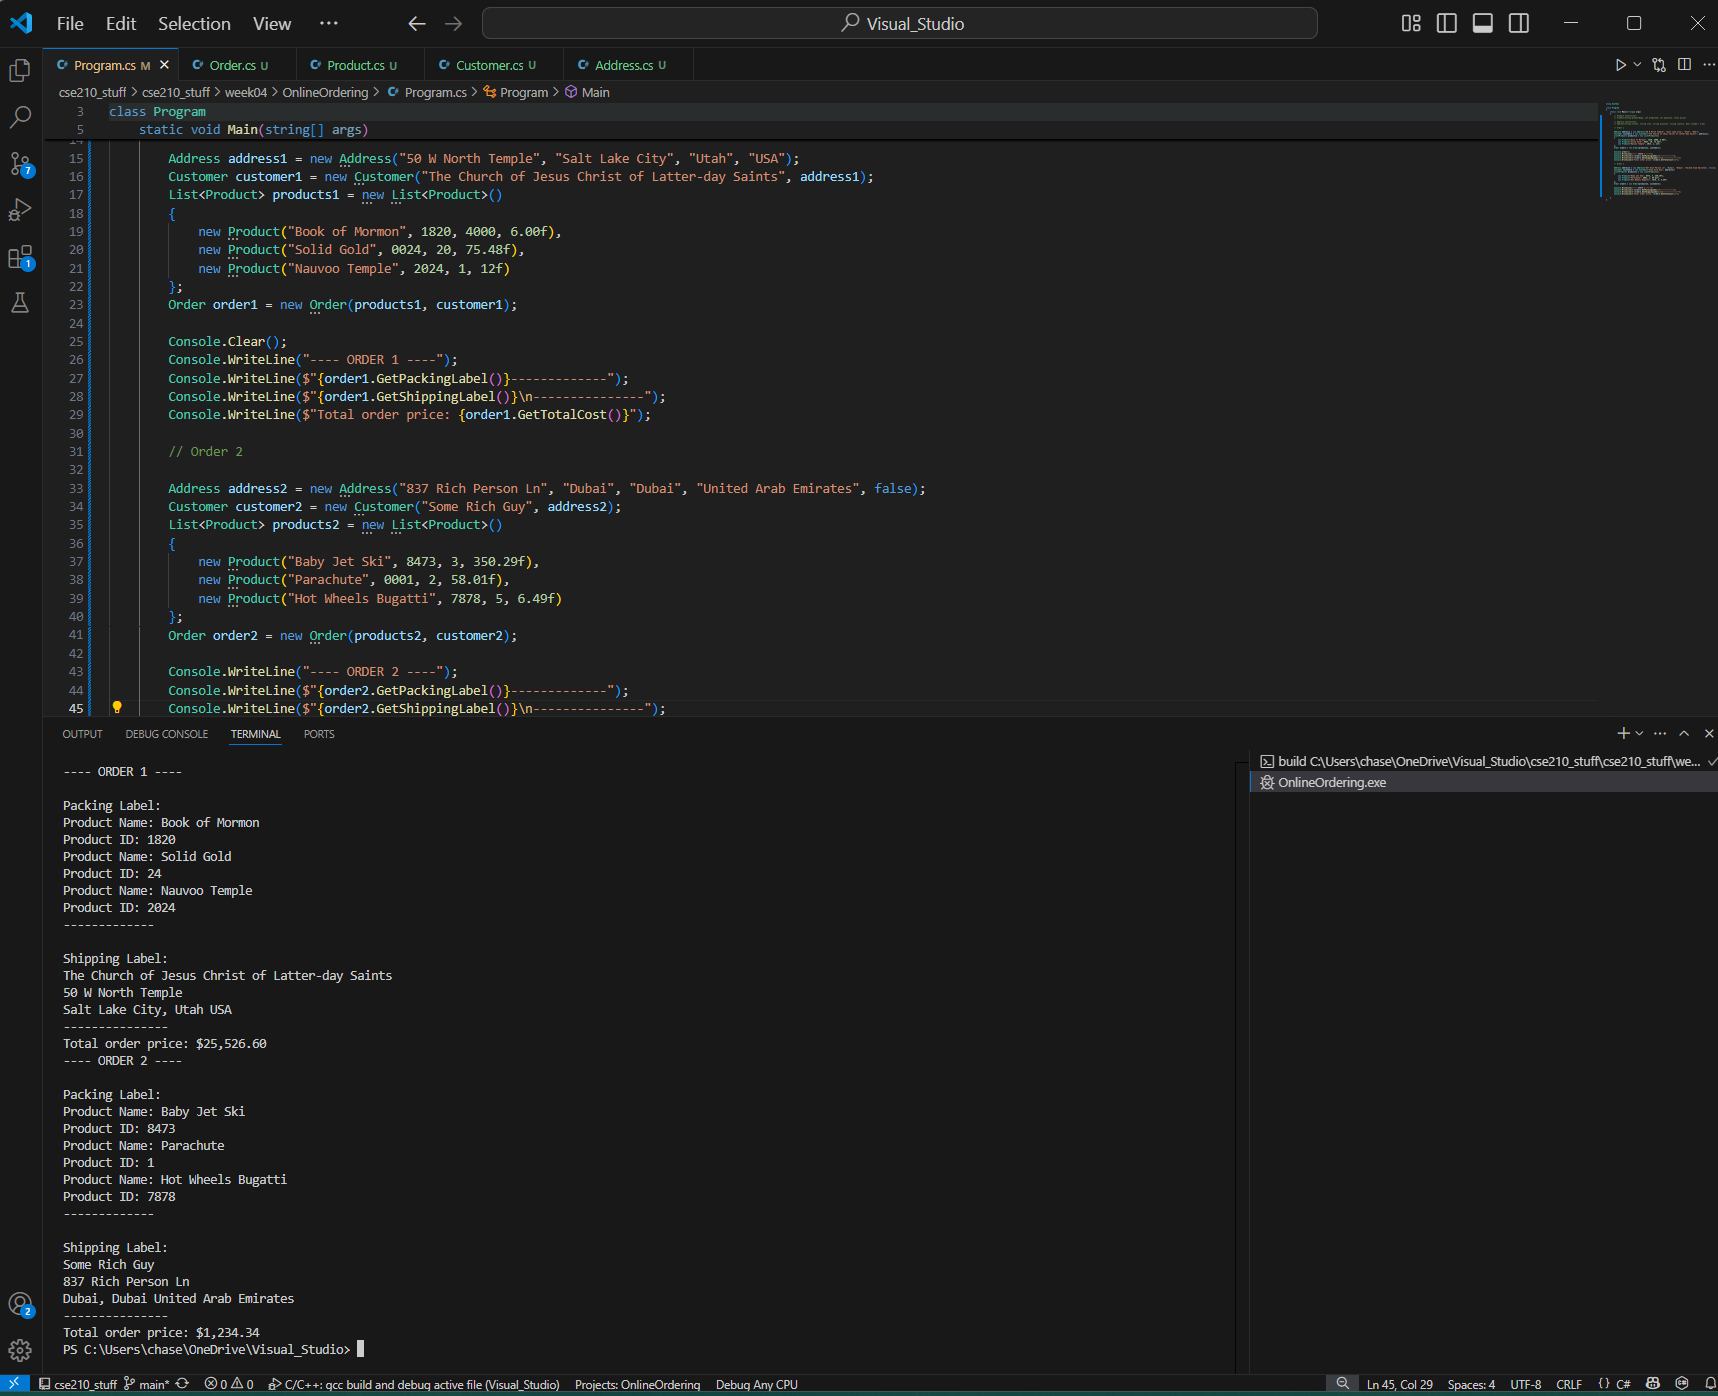 File Edit Selection View ··· Visual_Studio
Program.cs M Order.cs U Product.cs U Customer.cs U Address.cs U
cse210_stuff > cse210_stuff > week04 > OnlineOrdering > Program.cs > Program > Main
3 class Program
5 static void Main(string[] args)
15 Address address1 = new Address("50 W North Temple", "Salt Lake City", "Utah", "USA");
16 Customer customer1 = new Customer("The Church of Jesus Christ of Latter-day Saints", address1);
17 List<Product> products1 = new List<Product>()
18 {
19 new Product("Book of Mormon", 1820, 4000, 6.00f),
20 new Product("Solid Gold", 0024, 20, 75.48f),
21 new Product("Nauvoo Temple", 2024, 1, 12f)
22 };
23 Order order1 = new Order(products1, customer1);
24
25 Console.Clear();
26 Console.WriteLine("---- ORDER 1 ----");
27 Console.WriteLine($"{order1.GetPackingLabel()}-------------");
28 Console.WriteLine($"{order1.GetShippingLabel()}\n---------------");
29 Console.WriteLine($"Total order price: {order1.GetTotalCost()}");
30
31 // Order 2
32
33 Address address2 = new Address("837 Rich Person Ln", "Dubai", "Dubai", "United Arab Emirates", false);
34 Customer customer2 = new Customer("Some Rich Guy", address2);
35 List<Product> products2 = new List<Product>()
36 {
37 new Product("Baby Jet Ski", 8473, 3, 350.29f),
38 new Product("Parachute", 0001, 2, 58.01f),
39 new Product("Hot Wheels Bugatti", 7878, 5, 6.49f)
40 };
41 Order order2 = new Order(products2, customer2);
42
43 Console.WriteLine("---- ORDER 2 ----");
44 Console.WriteLine($"{order2.GetPackingLabel()}-------------");
45 Console.WriteLine($"{order2.GetShippingLabel()}\n---------------");
OUTPUT DEBUG CONSOLE TERMINAL PORTS
---- ORDER 1 ----
Packing Label:
Product Name: Book of Mormon
Product ID: 1820
Product Name: Solid Gold
Product ID: 24
Product Name: Nauvoo Temple
Product ID: 2024
-------------
Shipping Label:
The Church of Jesus Christ of Latter-day Saints
50 W North Temple
Salt Lake City, Utah USA
---------------
Total order price: $25,526.60
---- ORDER 2 ----
Packing Label:
Product Name: Baby Jet Ski
Product ID: 8473
Product Name: Parachute
Product ID: 1
Product Name: Hot Wheels Bugatti
Product ID: 7878
-------------
Shipping Label:
Some Rich Guy
837 Rich Person Ln
Dubai, Dubai United Arab Emirates
---------------
Total order price: $1,234.34
PS C:\Users\chase\OneDrive\Visual_Studio>
build C:\Users\chase\OneDrive\Visual_Studio\cse210_stuff\cse210_stuff\we...
OnlineOrdering.exe
7
1
2
cse210_stuff main* 0 0 C/C++: gcc build and debug active file (Visual_Studio) Projects: OnlineOrdering Debug Any CPU Ln 45, Col 29 Spaces: 4 UTF-8 CRLF {} C#